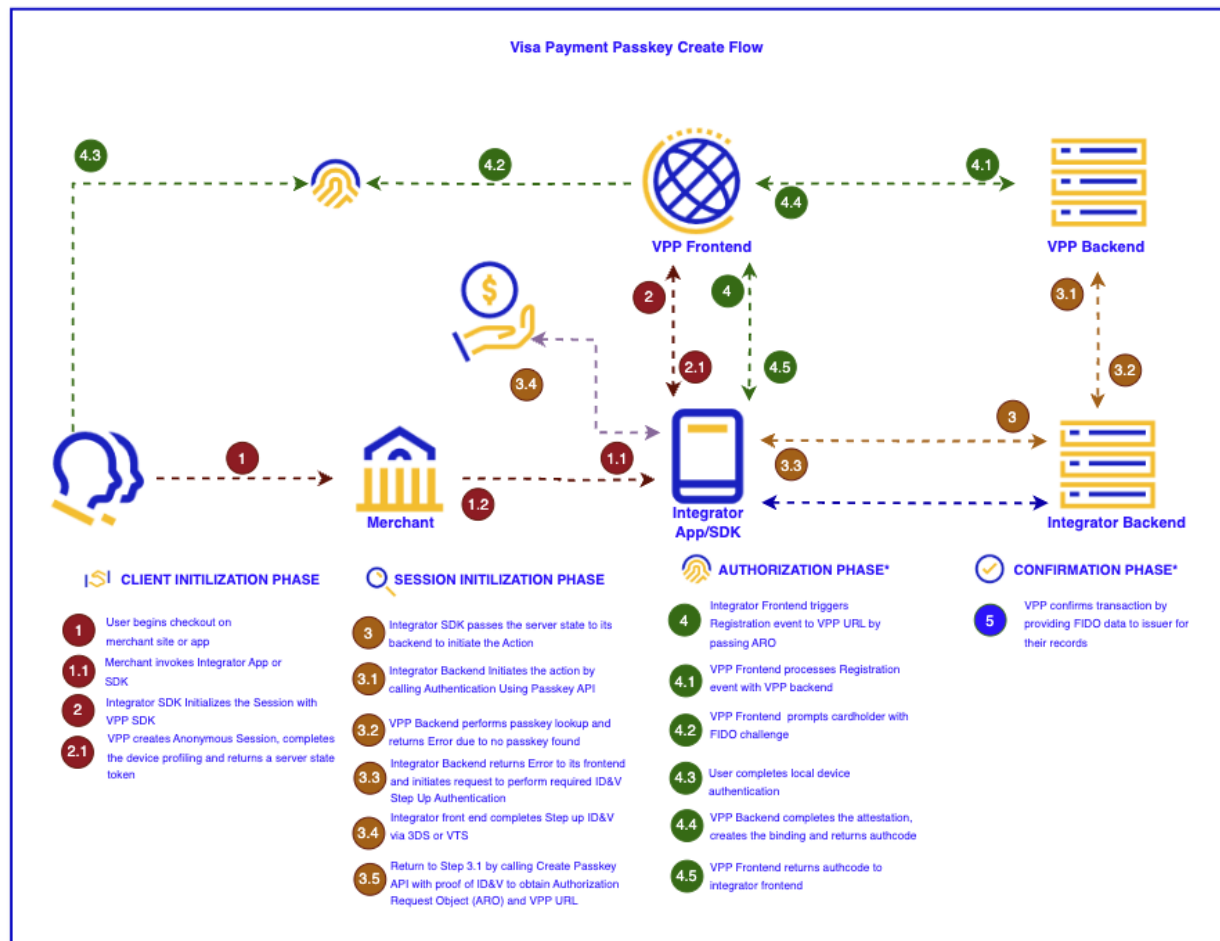 Visa Payment Passkey Create Flow
4.3
4.2
4.1
4.4
VPP Frontend
VPP Backend
$
2
4
3.1
2.1
4.5
3.4
3.2
3
3.3
1
1.1
1.2
Merchant
Integrator
App/SDK
Integrator Backend
CLIENT INITILIZATION PHASE
1
User begins checkout on
merchant site or app
1.1
Merchant invokes Integrator App or
SDK
2
Integrator SDK Initializes the Session with
VPP SDK
2.1
VPP creates Anonymous Session, completes
the device profiling and returns a server state
token
SESSION INITILIZATION PHASE
3
Integrator SDK passes the server state to its
backend to initiate the Action
3.1
Integrator Backend Initiates the action by
calling Authentication Using Passkey API
3.2
VPP Backend performs passkey lookup and
returns Error due to no passkey found
3.3
Integrator Backend returns Error to its frontend
and initiates request to perform required ID&V
Step Up Authentication
3.4
Integrator front end completes Step up ID&V
via 3DS or VTS
3.5
Return to Step 3.1 by calling Create Passkey
API with proof of ID&V to obtain Authorization
Request Object (ARO) and VPP URL
AUTHORIZATION PHASE*
4
Integrator Frontend triggers
Registration event to VPP URL by
passing ARO
4.1
VPP Frontend processes Registration
event with VPP backend
4.2
VPP Frontend prompts cardholder with
FIDO challenge
4.3
User completes local device
authentication
4.4
VPP Backend completes the attestation,
creates the binding and returns authcode
4.5
VPP Frontend returns authcode to
integrator frontend
CONFIRMATION PHASE*
5
VPP confirms transaction by
providing FIDO data to issuer for
their records